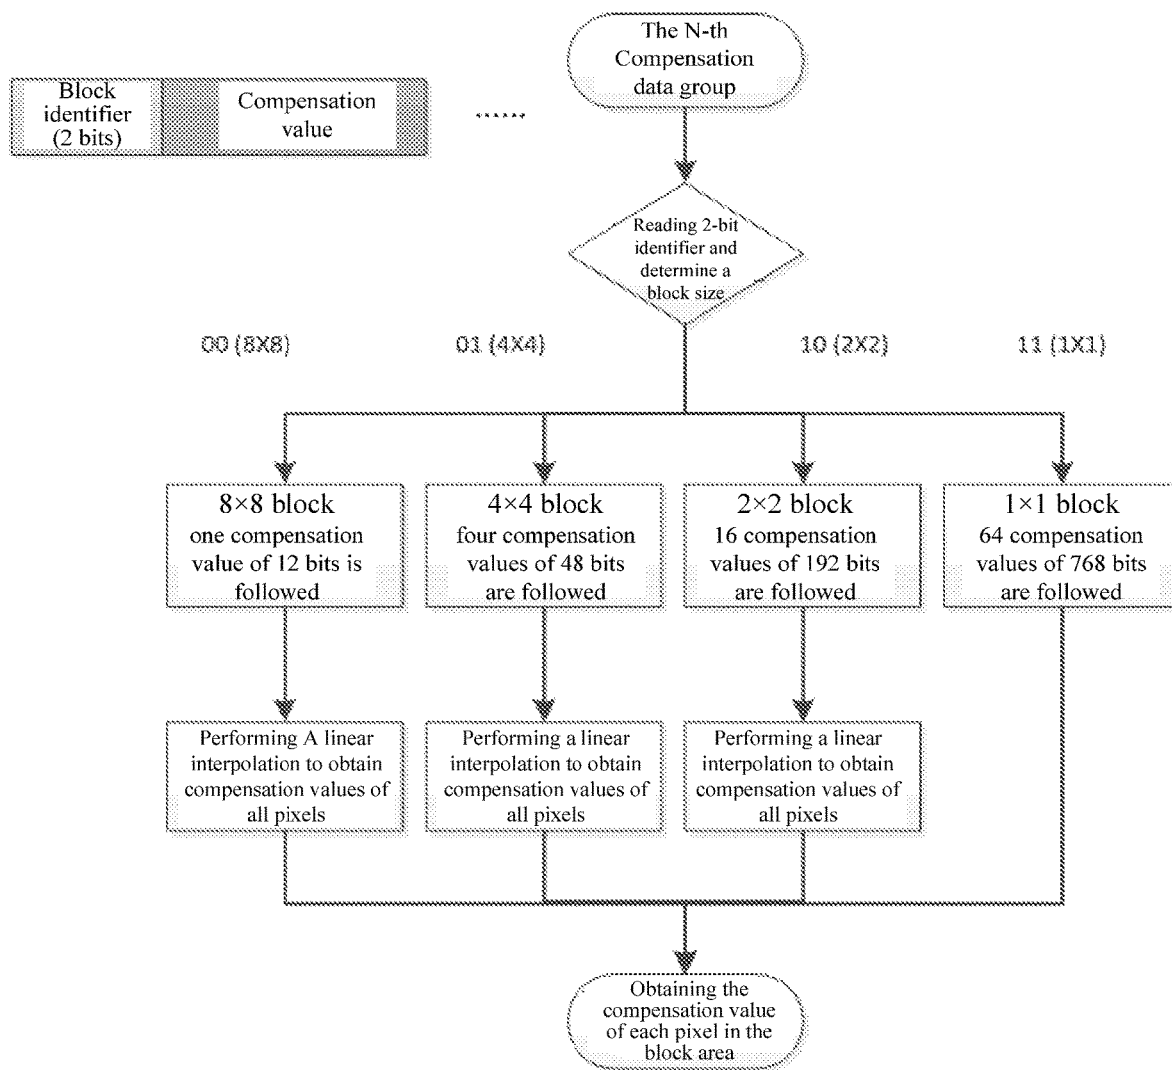 The N-th
Compensation
data group
Block
identifier
(2 bits)
Compensation
value
......
Reading 2-bit
identifier and
determine a
block size
00 (8X8)
01 (4X4)
10 (2X2)
11 (1X1)
8×8 block
one compensation
value of 12 bits is
followed
4×4 block
four compensation
values of 48 bits
are followed
2×2 block
16 compensation
values of 192 bits
are followed
1×1 block
64 compensation
values of 768 bits
are followed
Performing A linear
interpolation to obtain
compensation values of
all pixels
Performing a linear
interpolation to obtain
compensation values of
all pixels
Performing a linear
interpolation to obtain
compensation values of
all pixels
Obtaining the
compensation value
of each pixel in the
block area